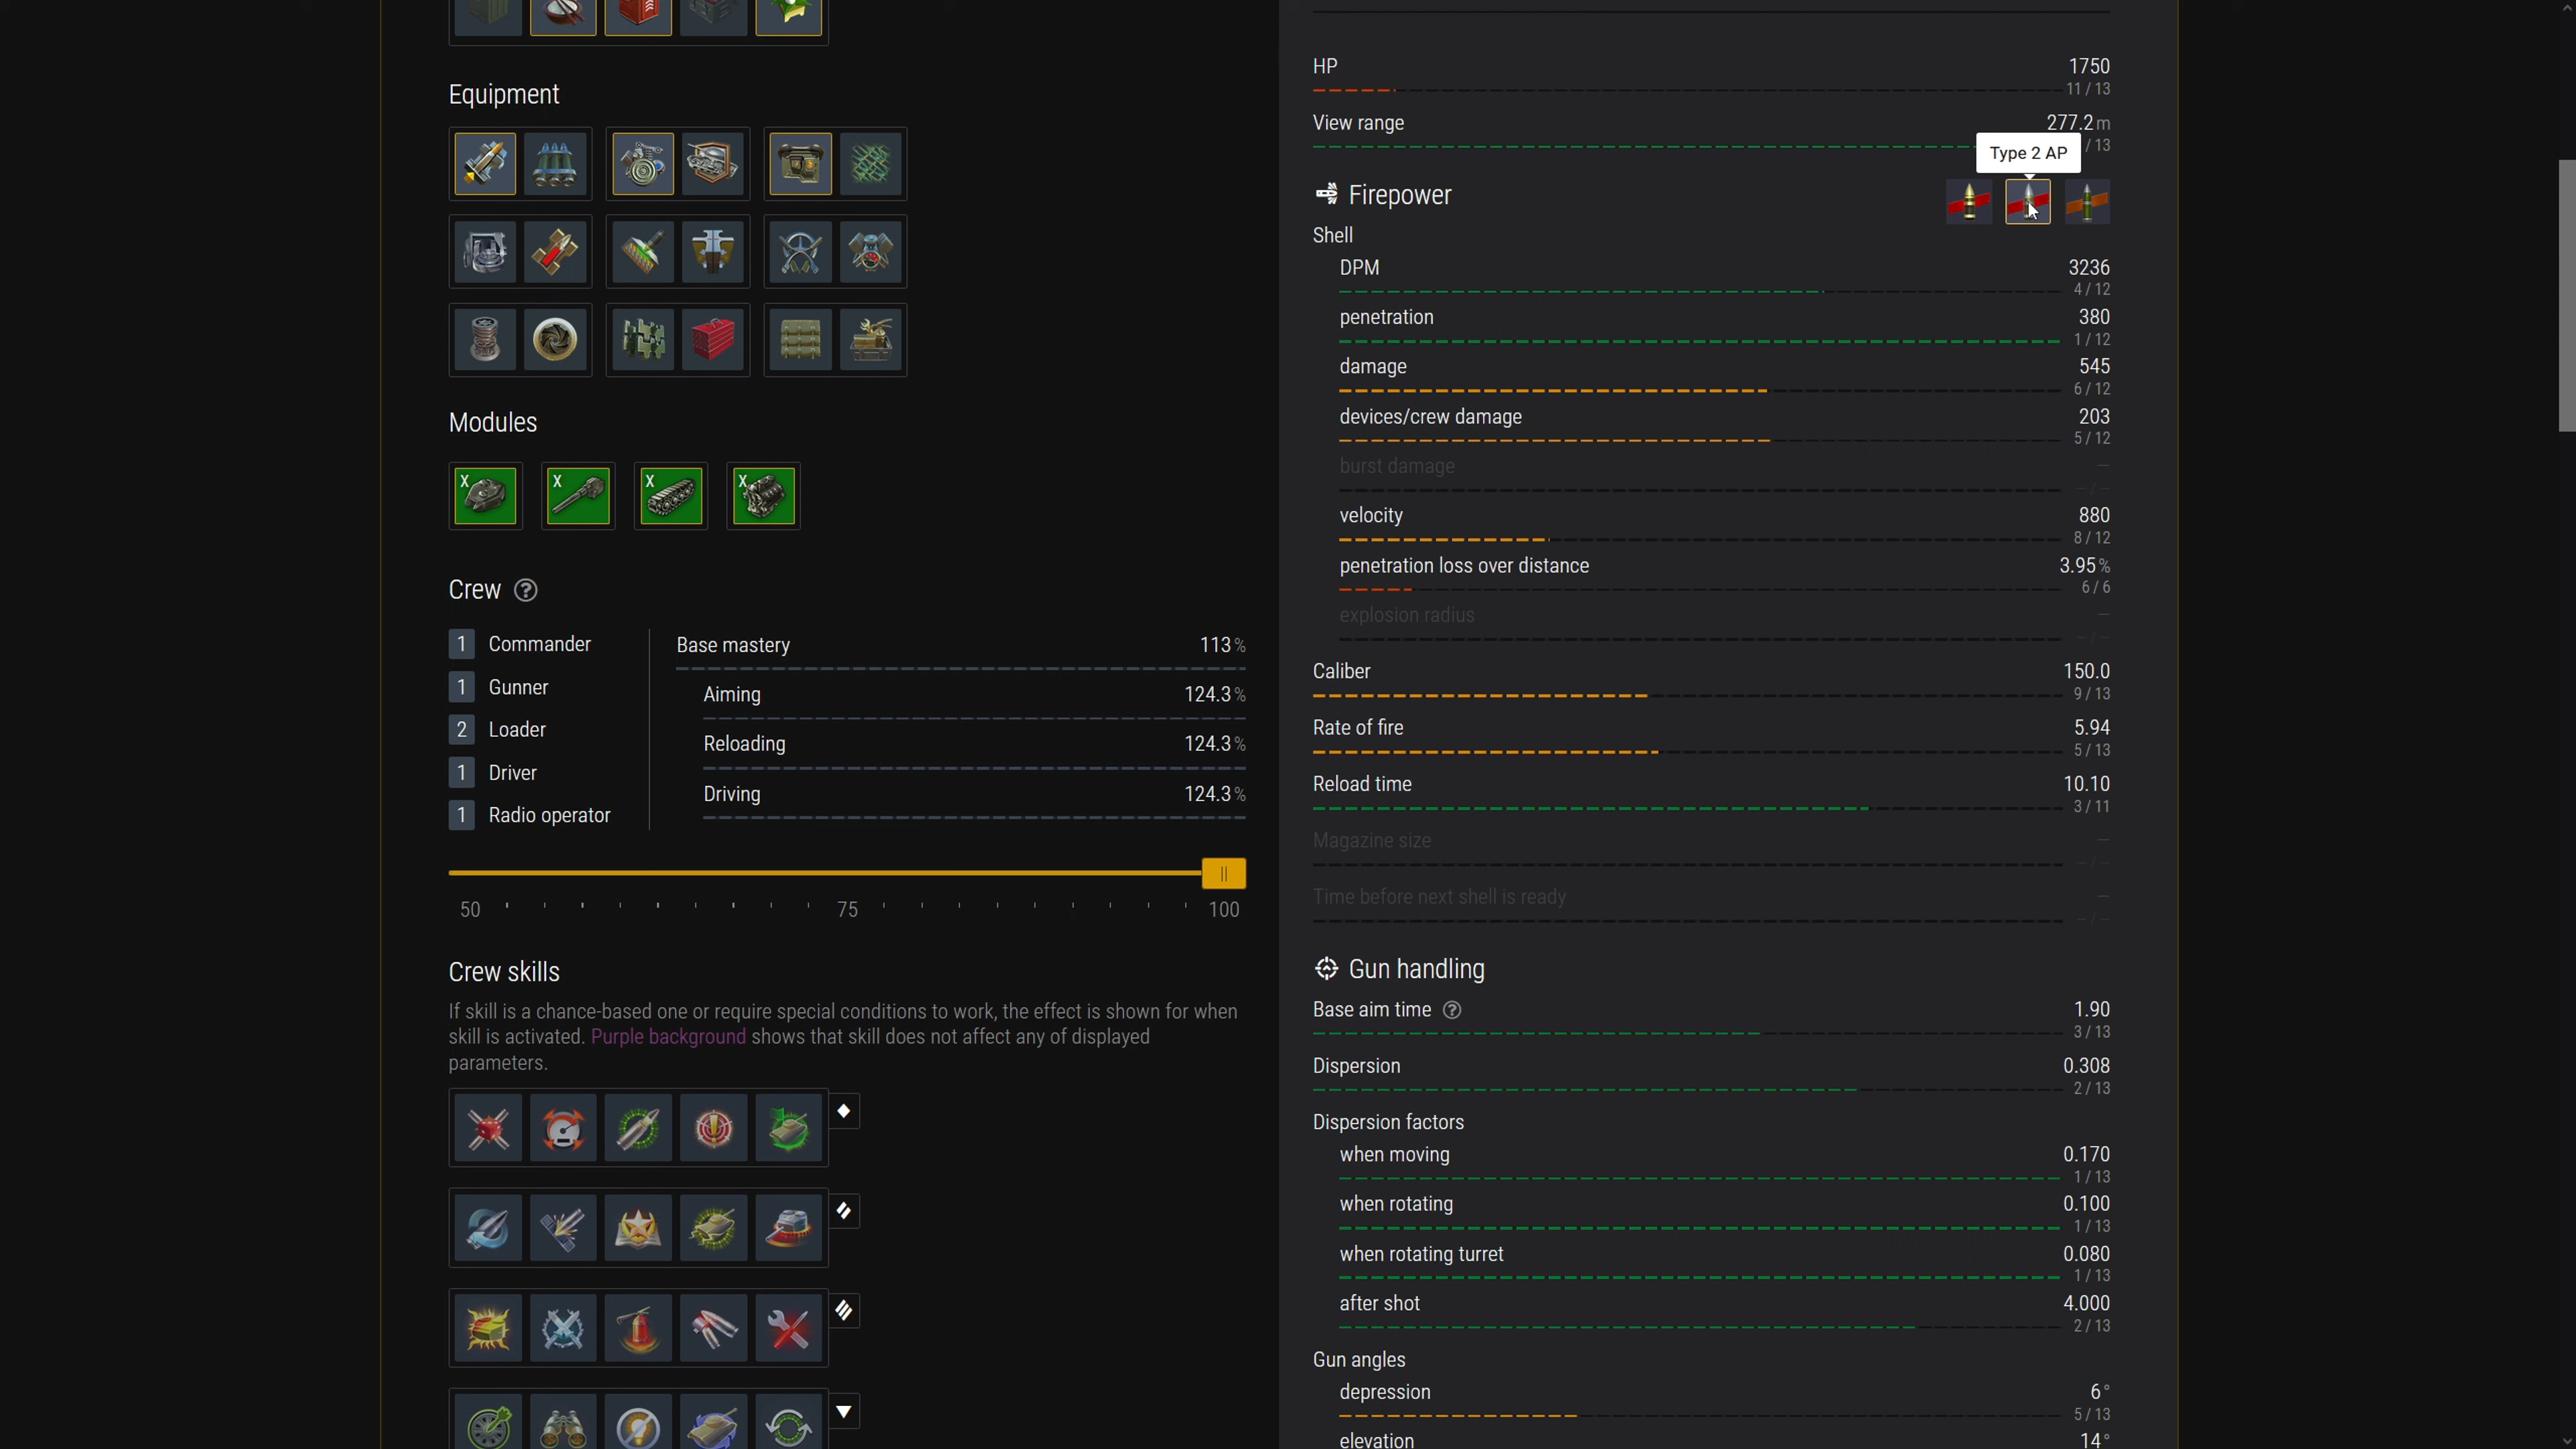 Equipment
Modules
X
X
X
X
Crew ?
1 Commander
1 Gunner
2 Loader
1 Driver
1 Radio operator
Base mastery 113%
Aiming 124.3%
Reloading 124.3%
Driving 124.3%
50 75 100
Crew skills
If skill is a chance-based one or require special conditions to work, the effect is shown for when
skill is activated. Purple background shows that skill does not affect any of displayed
parameters.
HP 1750
11 / 13
View range 277.2 m
/ 13
Type 2 AP
Firepower
Shell
DPM 3236
4 / 12
penetration 380
1 / 12
damage 545
6 / 12
devices/crew damage 203
5 / 12
burst damage –
– / –
velocity 880
8 / 12
penetration loss over distance 3.95%
6 / 6
explosion radius –
– / –
Caliber 150.0
9 / 13
Rate of fire 5.94
5 / 13
Reload time 10.10
3 / 11
Magazine size –
– / –
Time before next shell is ready –
– / –
Gun handling
Base aim time ? 1.90
3 / 13
Dispersion 0.308
2 / 13
Dispersion factors
when moving 0.170
1 / 13
when rotating 0.100
1 / 13
when rotating turret 0.080
1 / 13
after shot 4.000
2 / 13
Gun angles
depression 6°
5 / 13
elevation 14°